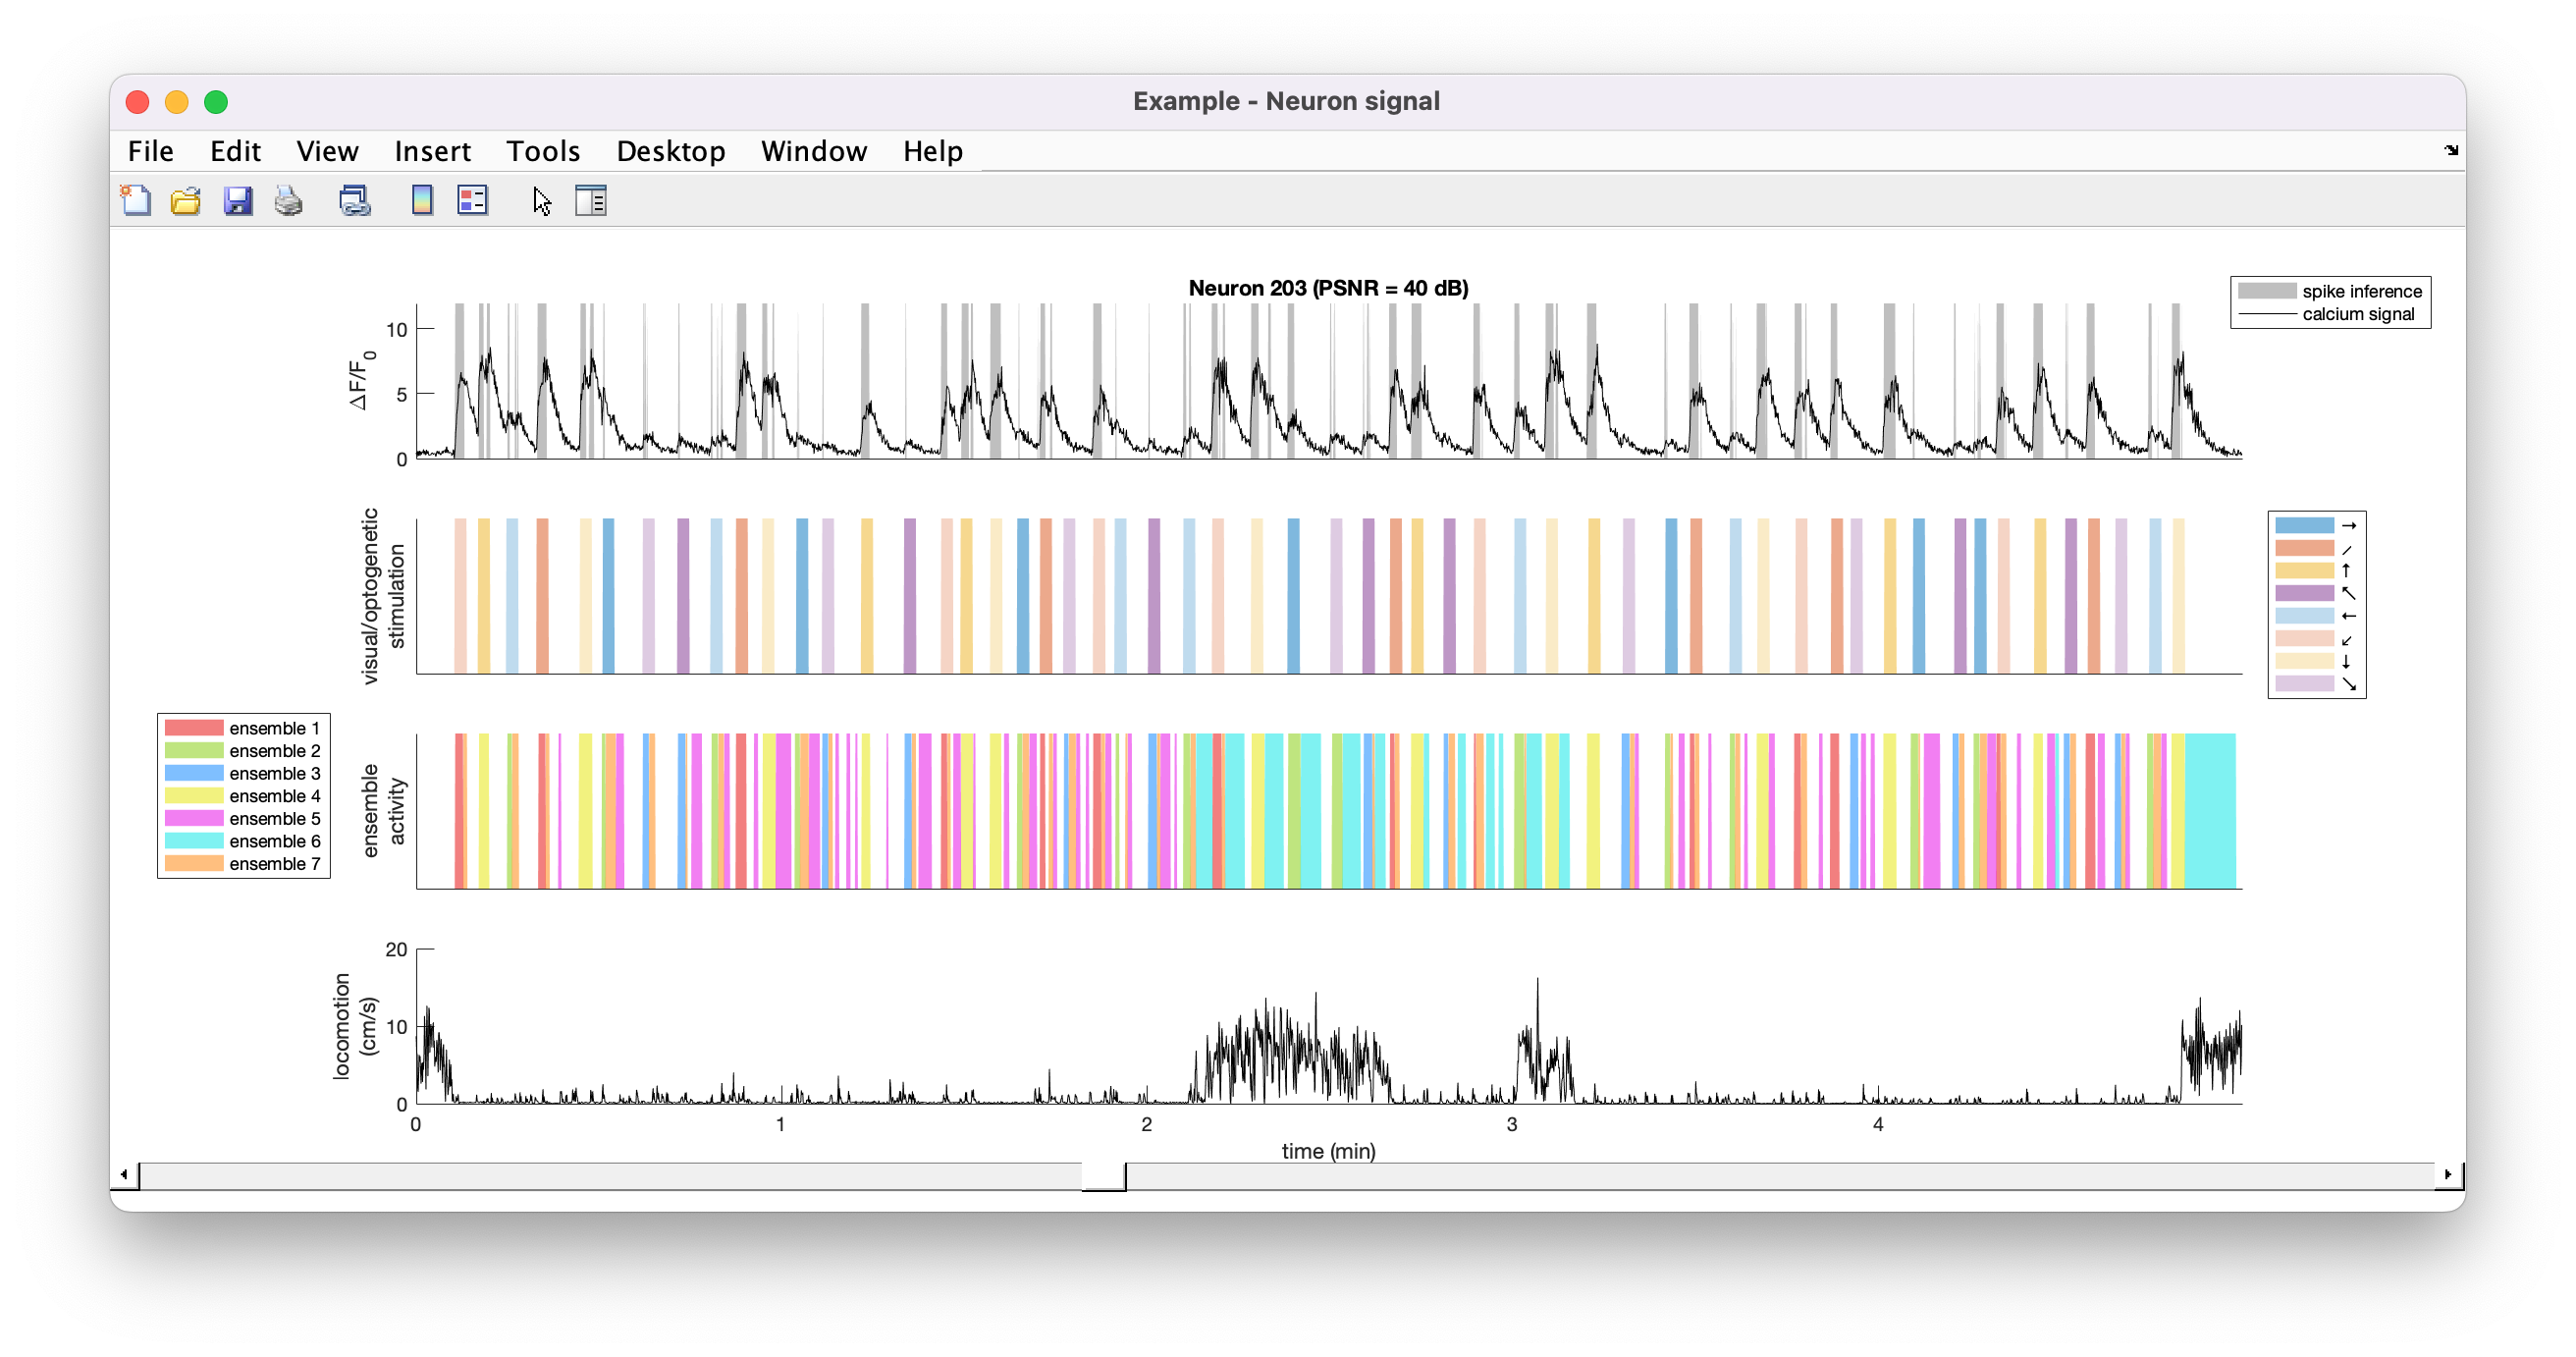 Example - Neuron signal
File Edit View Insert Tools Desktop Window Help
Neuron 203 (PSNR = 40 dB)
spike inference
calcium signal
ΔF/F0
10
5
0
visual/optogenetic
stimulation
→
↑
↖
←
↙
↓
↘
ensemble 1
ensemble 2
ensemble 3
ensemble 4
ensemble 5
ensemble 6
ensemble 7
ensemble
activity
locomotion
(cm/s)
20
10
0
0 1 2 3 4
time (min)